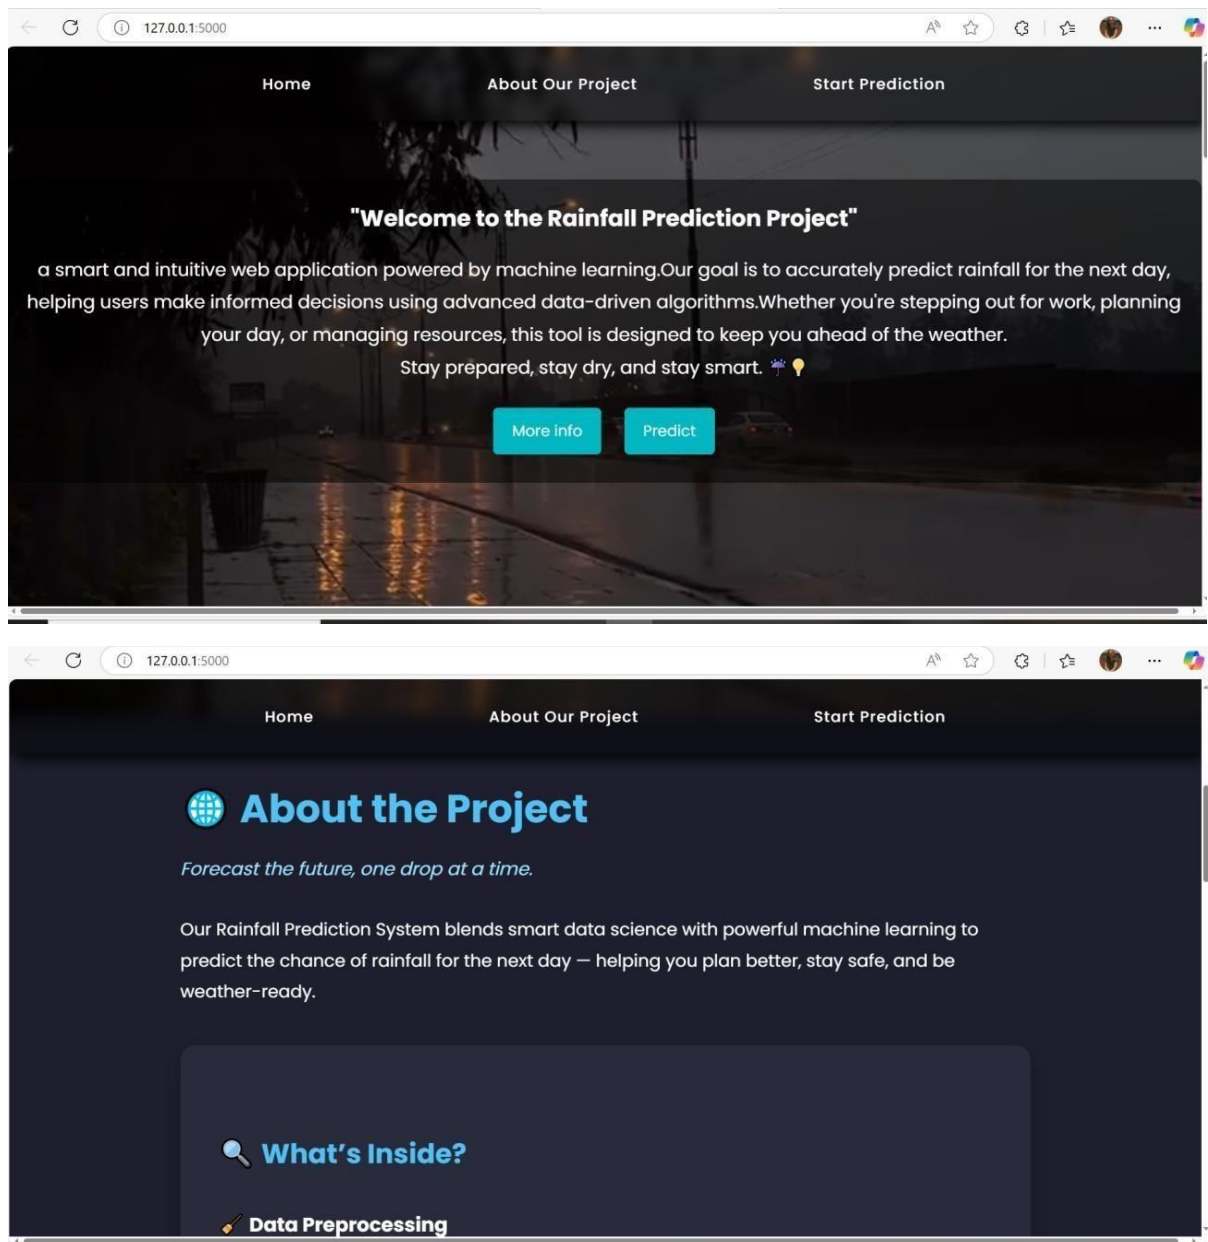 127.0.0.1:5000
Home About Our Project Start Prediction
"Welcome to the Rainfall Prediction Project"
a smart and intuitive web application powered by machine learning.Our goal is to accurately predict rainfall for the next day,
helping users make informed decisions using advanced data-driven algorithms.Whether you're stepping out for work, planning
your day, or managing resources, this tool is designed to keep you ahead of the weather.
Stay prepared, stay dry, and stay smart. ☔💡
More info Predict
127.0.0.1:5000
Home About Our Project Start Prediction
🌐 About the Project
Forecast the future, one drop at a time.
Our Rainfall Prediction System blends smart data science with powerful machine learning to
predict the chance of rainfall for the next day — helping you plan better, stay safe, and be
weather-ready.
🔍 What's Inside?
🧹 Data Preprocessing